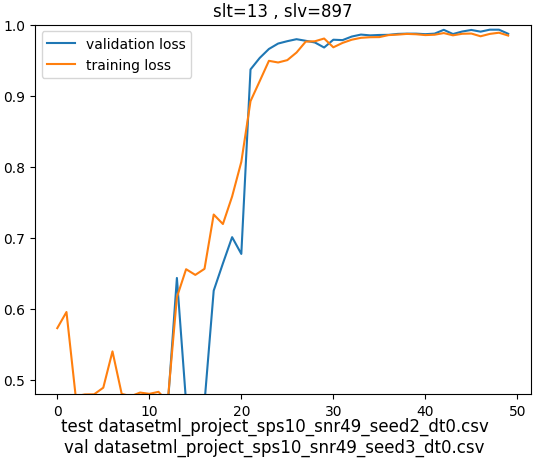 slt=13 , slv=897
1.0
validation loss
training loss
0.9
0.8
0.7
0.6
0.5
0 10 20 30 40 50
test datasetml_project_sps10_snr49_seed2_dt0.csv
val datasetml_project_sps10_snr49_seed3_dt0.csv